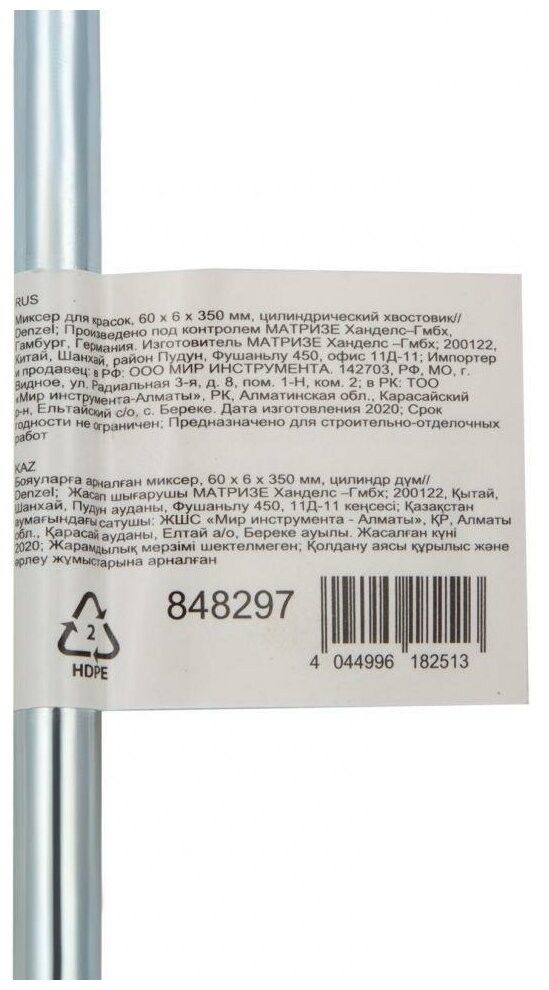 RUS
Миксер для красок, 60 х 6 х 350 мм, цилиндрический хвостовик//
Denzel; Произведено под контролем МАТРИЗЕ Ханделс–Гмбх,
Гамбург, Германия. Изготовитель МАТРИЗЕ Ханделс –Гмбх; 200122,
Китай, Шанхай, район Пудун, Фушаньлу 450, офис 11Д-11; Импортер
и продавец: в РФ: ООО МИР ИНСТРУМЕНТА. 142703, РФ, МО, г.
Видное, ул. Радиальная 3-я, д. 8, пом. 1-Н, ком. 2; в РК: ТОО
«Мир инструмента-Алматы», РК, Алматинская обл., Карасайский
р-н, Ельтайский с/о, с. Береке. Дата изготовления 2020; Срок
годности не ограничен; Предназначено для строительно-отделочных
работ
KAZ
Бояуларға арналған миксер, 60 х 6 х 350 мм, цилиндр дүм//
Denzel; Жасап шығарушы МАТРИЗЕ Ханделс –Гмбх; 200122, Қытай,
Шанхай, Пудун ауданы, Фушаньлу 450, 11Д-11 кеңсесі; Қазақстан
аумағындағы сатушы: ЖШС «Мир инструмента - Алматы», ҚР, Алматы
обл., Қарасай ауданы, Елтай а/о, Береке ауылы. Жасалған күні
2020; Жарамдылық мерзімі шектелмеген; Қолдану аясы құрылыс және
әрлеу жұмыстарына арналған
848297
2
HDPE
4 044996 182513